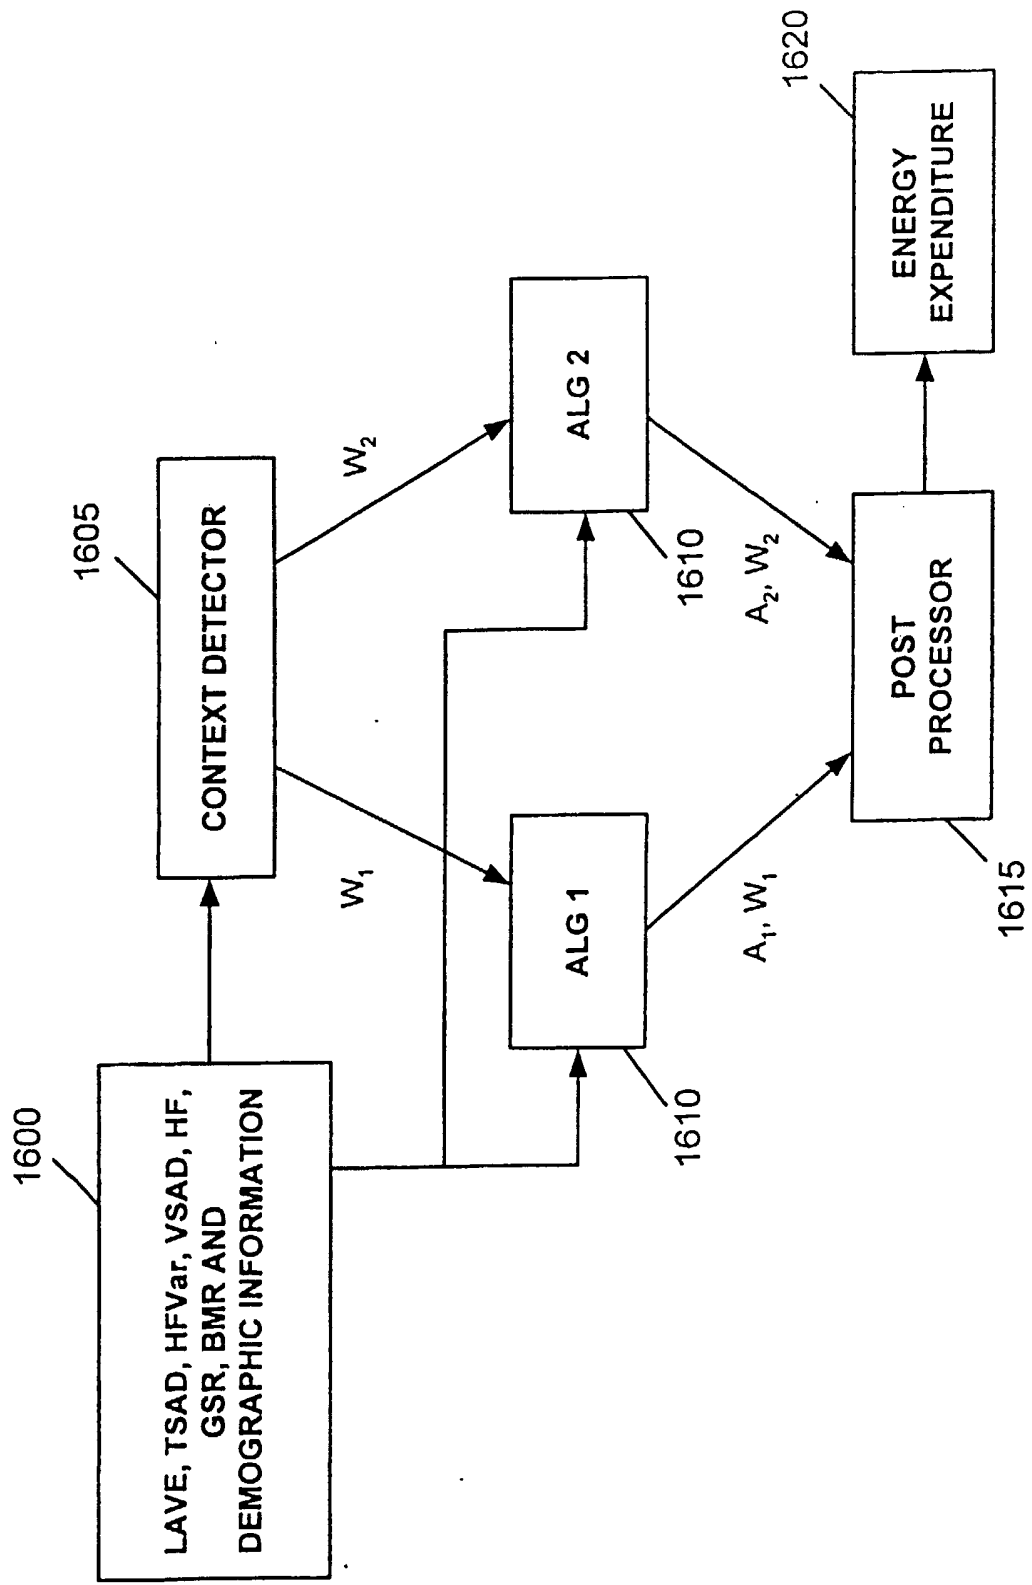 1600
LAVE, TSAD, HFVar, VSAD, HF,
GSR, BMR AND
DEMOGRAPHIC INFORMATION
1605
CONTEXT DETECTOR
W1
W2
ALG 1
1610
ALG 2
1610
A1, W1
A2, W2
POST
PROCESSOR
1615
ENERGY
EXPENDITURE
1620